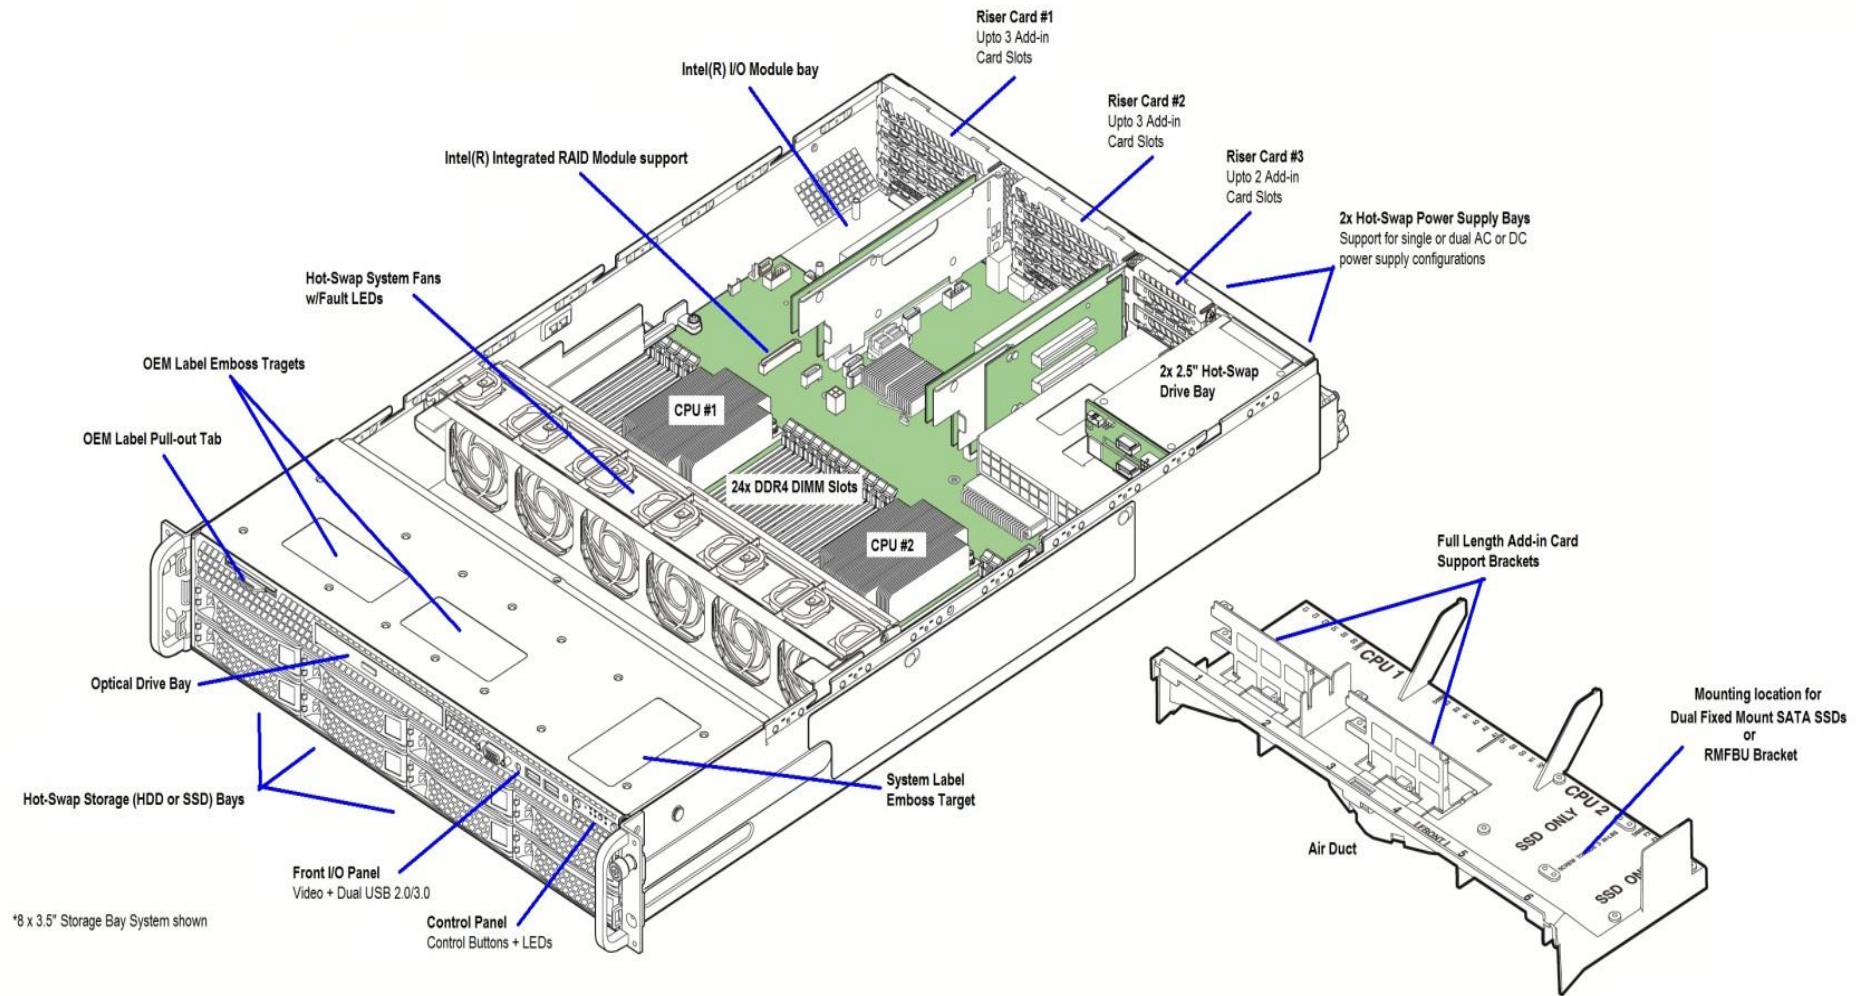 Riser Card #1
Upto 3 Add-in
Card Slots
Intel(R) I/O Module bay
Riser Card #2
Upto 3 Add-in
Card Slots
Intel(R) Integrated RAID Module support
Riser Card #3
Upto 2 Add-in
Card Slots
2x Hot-Swap Power Supply Bays
Support for single or dual AC or DC
power supply configurations
Hot-Swap System Fans
w/Fault LEDs
OEM Label Emboss Tragets
2x 2.5" Hot-Swap
Drive Bay
CPU #1
OEM Label Pull-out Tab
24x DDR4 DIMM Slots
CPU #2
Full Length Add-in Card
Support Brackets
Optical Drive Bay
Mounting location for
Dual Fixed Mount SATA SSDs
or
RMFBU Bracket
Hot-Swap Storage (HDD or SSD) Bays
System Label
Emboss Target
Front I/O Panel
Video + Dual USB 2.0/3.0
Control Panel
Control Buttons + LEDs
*8 x 3.5" Storage Bay System shown
Air Duct
CPU 1
CPU 2
SSD ONLY
SSD
1
2
3
4
FRONT
5
6